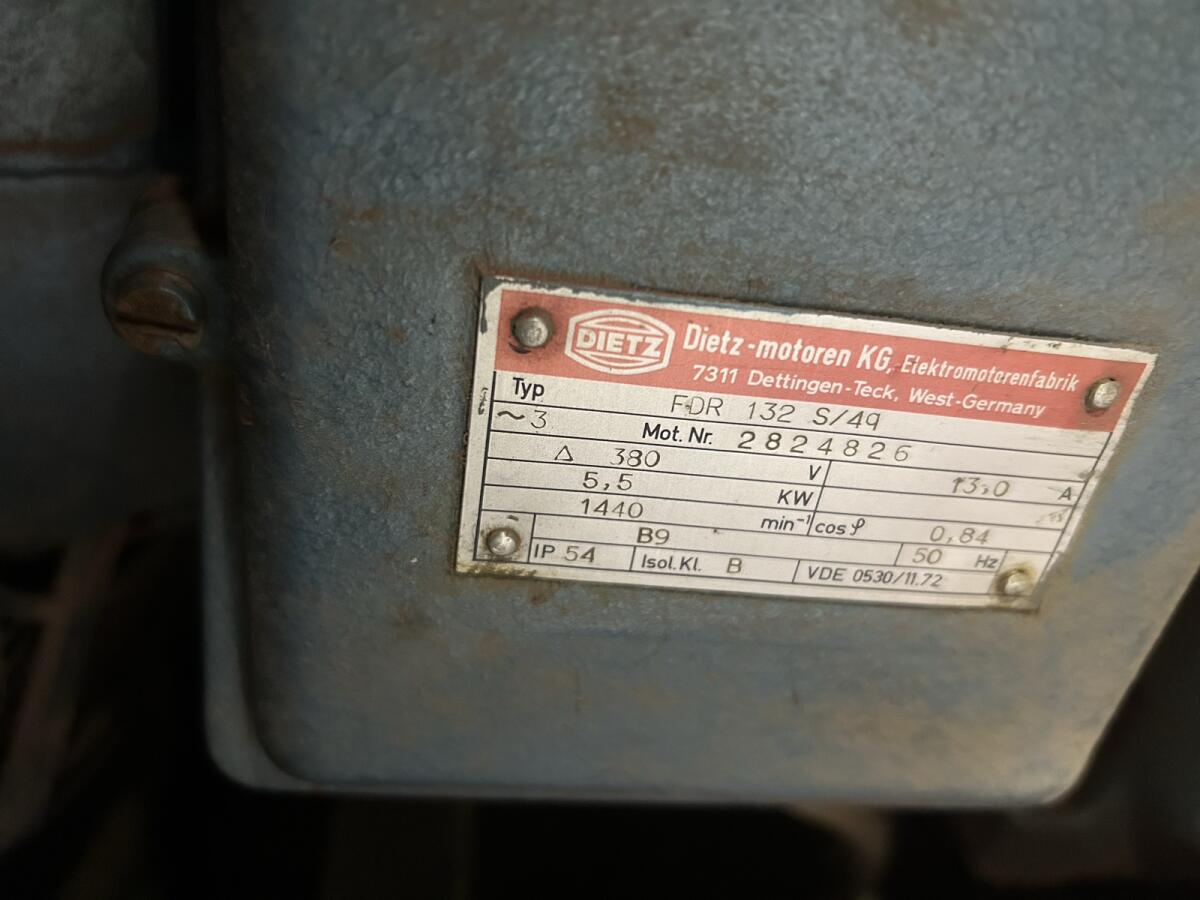 DIETZ
Dietz-motoren KG, Elektromotorenfabrik
7311 Dettingen-Teck, West-Germany
Typ FDR 132 S/49
~3 Mot. Nr. 2824826
Δ 380 V 13,0 A
5,5 KW
1440 min⁻¹ cos φ 0,84
B9 50 Hz
IP 54 Isol. Kl. B VDE 0530/11.72